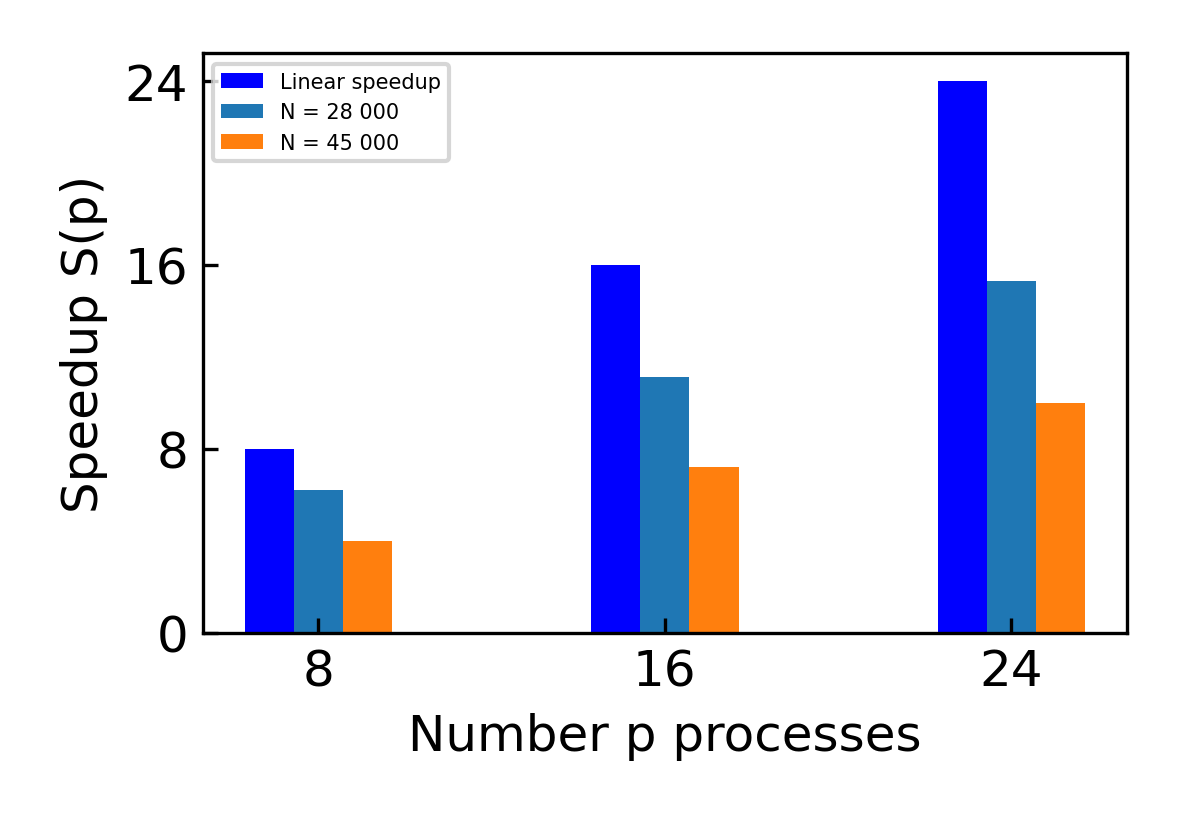 Linear speedup
N = 28 000
N = 45 000
Speedup S(p)
24
16
8
0
8 16 24
Number p processes